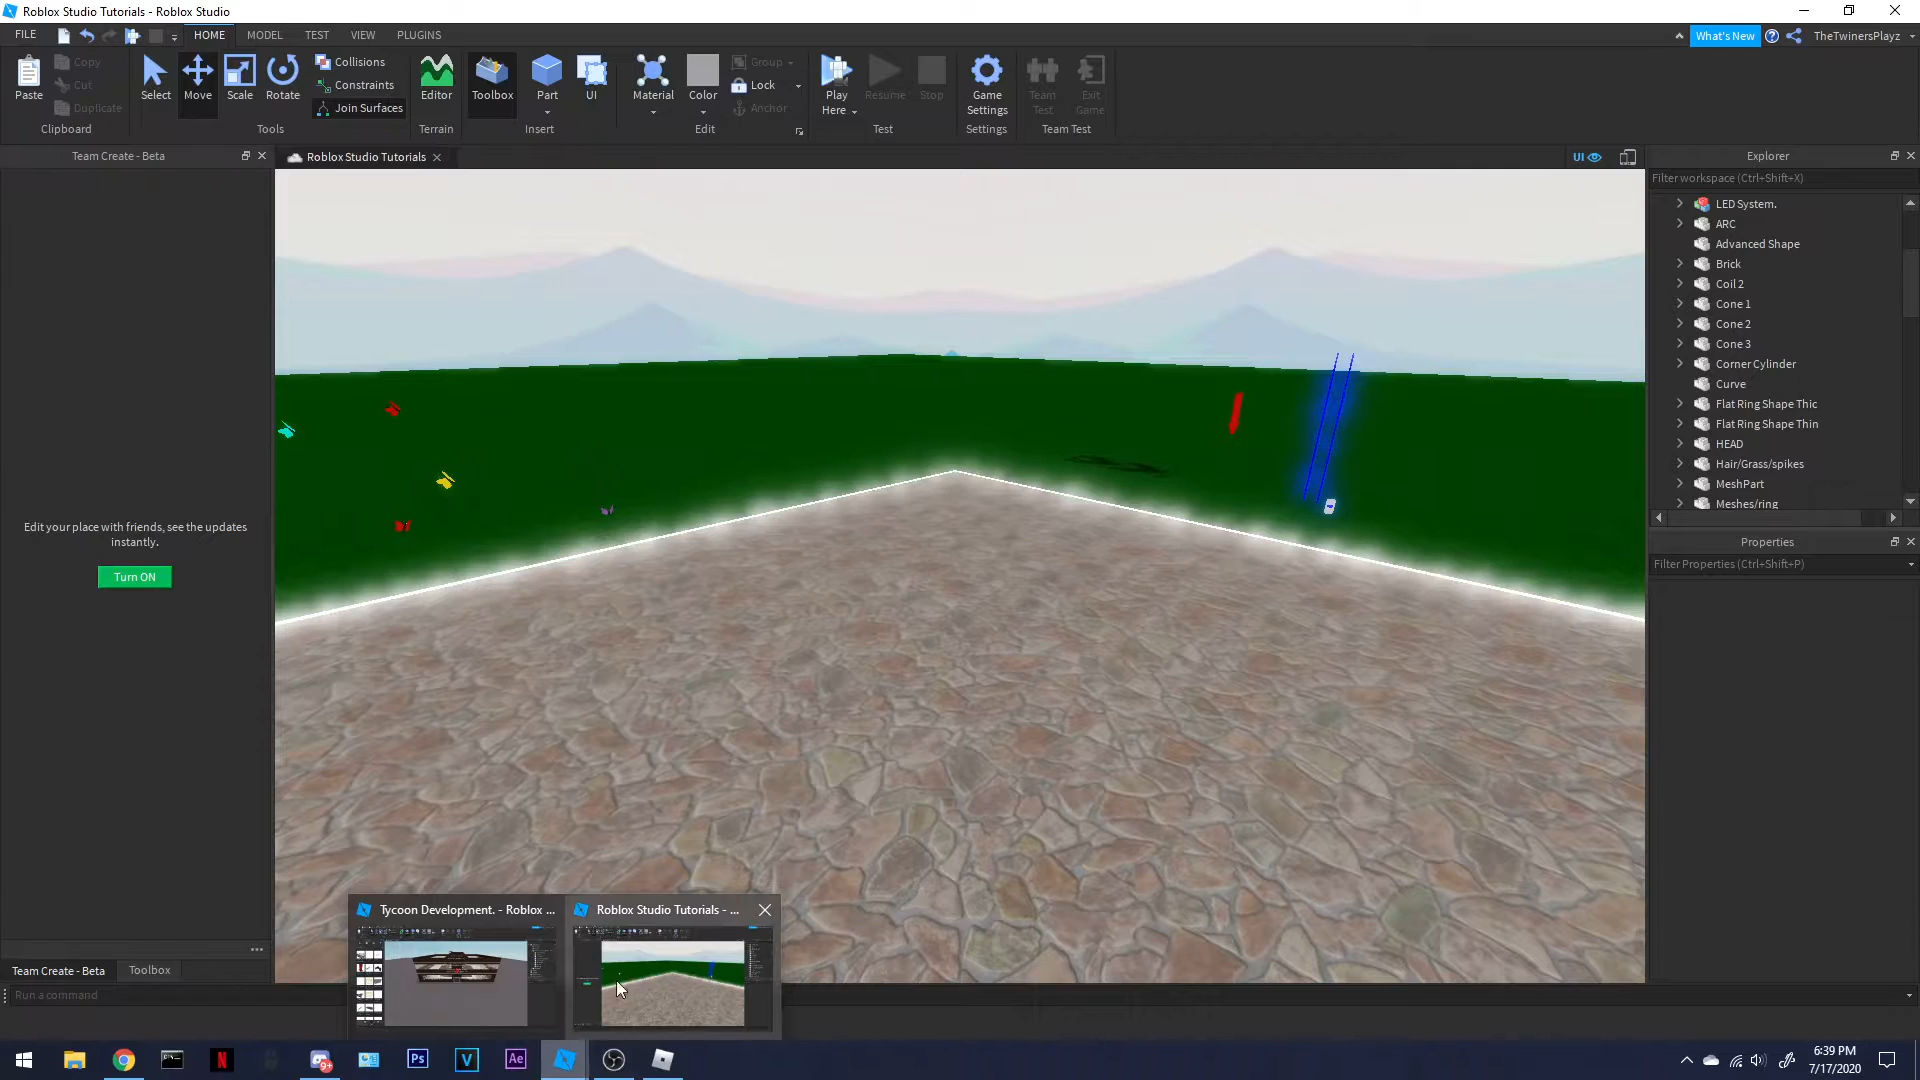 Roblox Studio Tutorials - Roblox Studio
FILE
HOME
MODEL
TEST
VIEW
PLUGINS
What's New
TheTwinersPlayz
Paste
Copy
Cut
Duplicate
Clipboard
Select
Move
Scale
Rotate
Collisions
Constraints
Join Surfaces
Tools
Editor
Terrain
Toolbox
Part
UI
Insert
Material
Color
Group
Lock
Anchor
Edit
Play
Here
Resume
Stop
Test
Game
Settings
Settings
Team
Test
Exit
Game
Team Test
Team Create - Beta
Roblox Studio Tutorials
UI
Explorer
Filter workspace (Ctrl+Shift+X)
LED System.
ARC
Advanced Shape
Brick
Coil 2
Cone 1
Cone 2
Cone 3
Corner Cylinder
Curve
Flat Ring Shape Thic
Flat Ring Shape Thin
HEAD
Hair/Grass/spikes
MeshPart
Meshes/ring
Properties
Filter Properties (Ctrl+Shift+P)
Edit your place with friends, see the updates
instantly.
Turn ON
Team Create - Beta
Toolbox
Run a command
Tycoon Development. - Roblox ...
Roblox Studio Tutorials - ...
N
9+
Ps
V
Ae
6:39 PM
7/17/2020